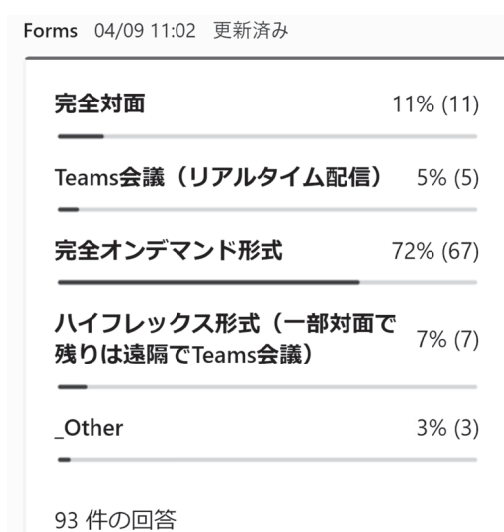 Forms 04/09 11:02 更新済み
完全対面 11% (11)
Teams会議（リアルタイム配信） 5% (5)
完全オンデマンド形式 72% (67)
ハイフレックス形式（一部対面で
残りは遠隔でTeams会議） 7% (7)
_Other 3% (3)
93 件の回答